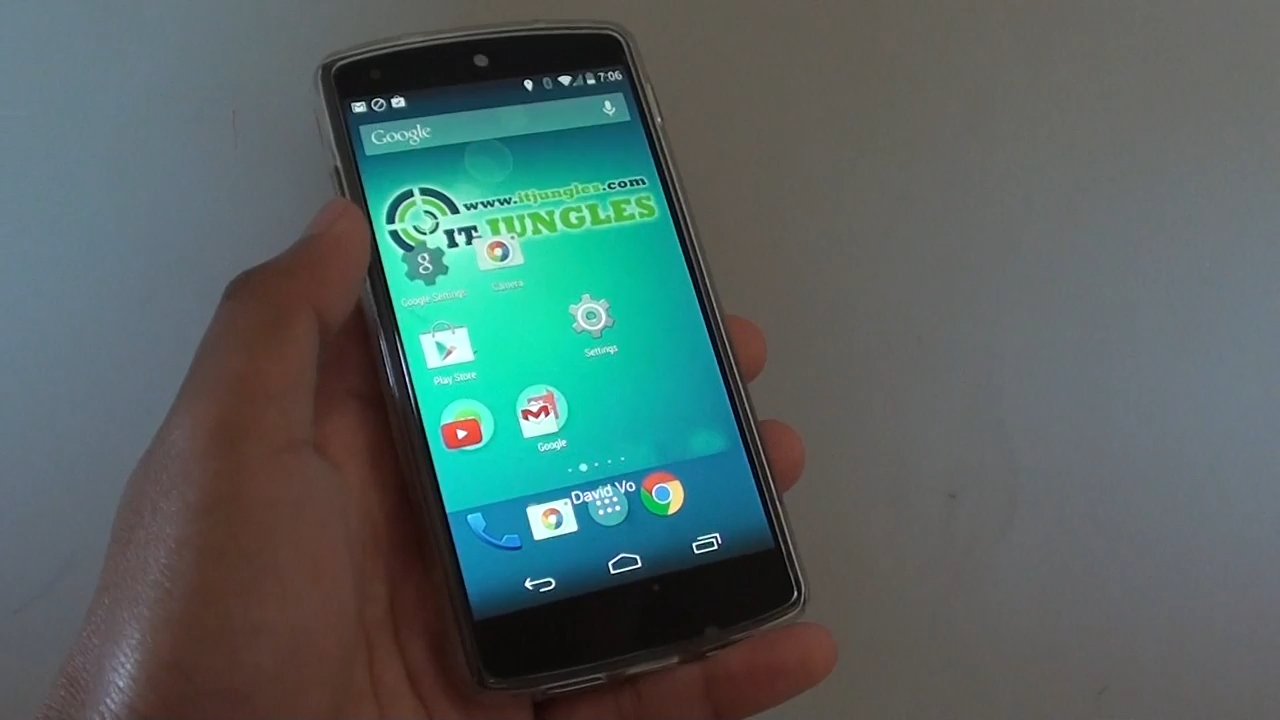 7:06
Google
www.itjungles.com
IT JUNGLES
g
Google Settings
Camera
Settings
Play Store
Google
David Vo